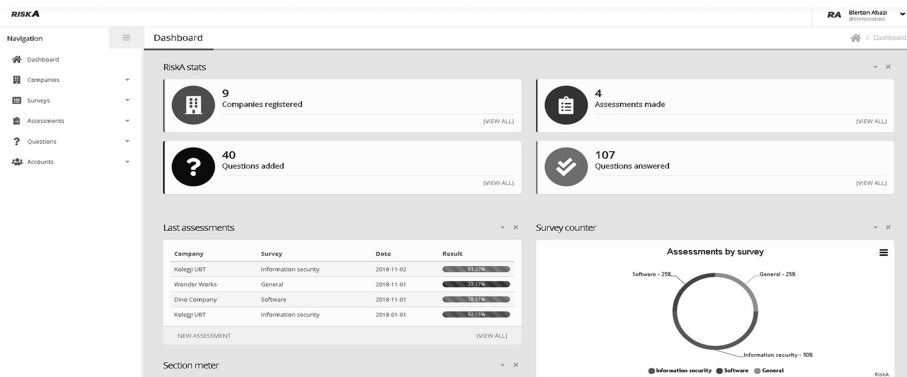 RISKA
RA Blerton Abazi
@blertonabazi
Navigation
Dashboard
/ Dashboard
Dashboard
Companies
Surveys
Assessments
Questions
Accounts
RiskA stats
9
Companies registered
[VIEW ALL]
4
Assessments made
[VIEW ALL]
40
Questions added
[VIEW ALL]
107
Questions answered
[VIEW ALL]
Last assessments
Company Survey Date Result
Kolegji UBT Information security 2018-11-02
Wonder Works General 2018-11-01
Dino Company Software 2018-11-01
Kolegji UBT Information security 2018-01-01
NEW ASSESSMENT [VIEW ALL]
Section meter
Survey counter
Assessments by survey
Software - 25%
General - 25%
Information security - 50%
Information security Software General
RiskA